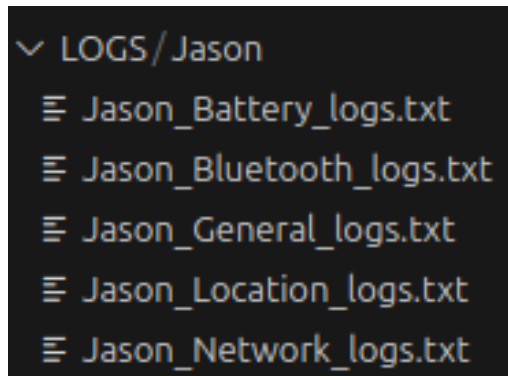 LOGS/Jason
Jason_Battery_logs.txt
Jason_Bluetooth_logs.txt
Jason_General_logs.txt
Jason_Location_logs.txt
Jason_Network_logs.txt